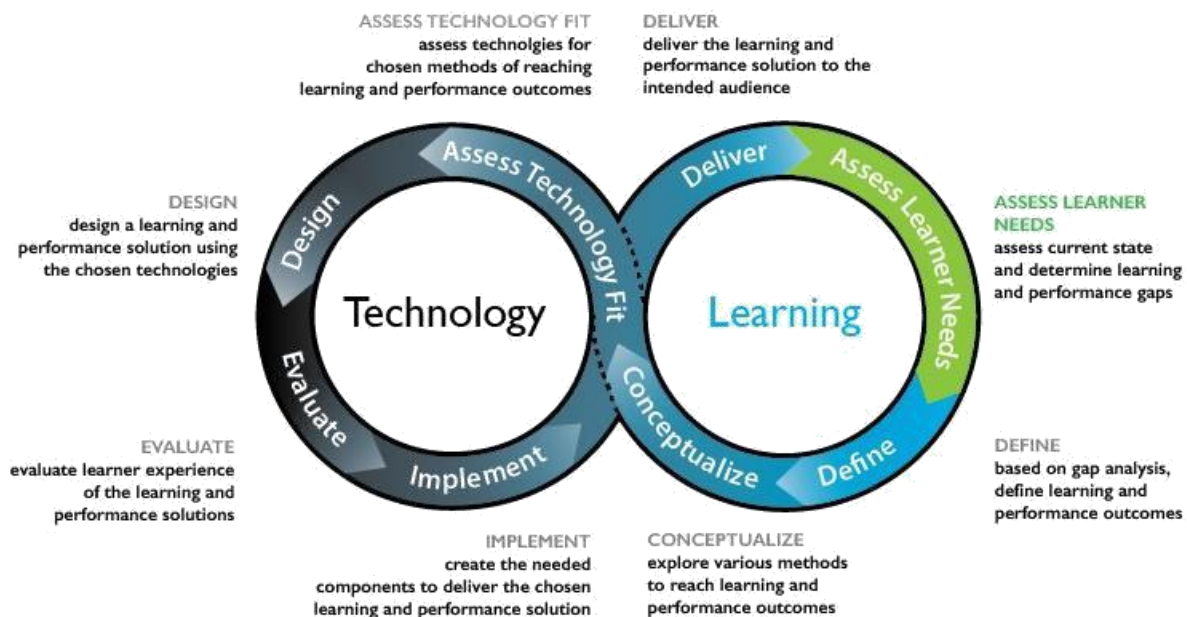 ASSESS TECHNOLOGY FIT
assess technolgies for
chosen methods of reaching
learning and performance outcomes
DELIVER
deliver the learning and
performance solution to the
intended audience
DESIGN
design a learning and
performance solution using
the chosen technologies
Assess Technology Fit
Design
Evaluate
Implement
Technology
Deliver
Assess Learner Needs
Define
Conceptualize
Learning
ASSESS LEARNER
NEEDS
assess current state
and determine learning
and performance gaps
EVALUATE
evaluate learner experience
of the learning and
performance solutions
DEFINE
based on gap analysis,
define learning and
performance outcomes
IMPLEMENT
create the needed
components to deliver the chosen
learning and performance solution
CONCEPTUALIZE
explore various methods
to reach learning and
performance outcomes